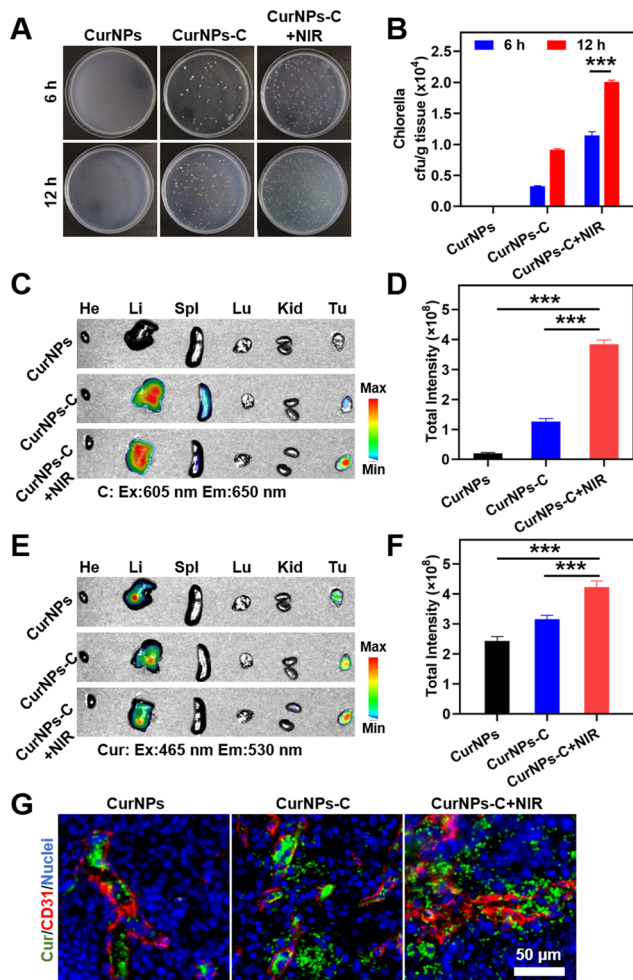 A
CurNPs
CurNPs-C
CurNPs-C
+NIR
6 h
12 h
B
6 h
12 h
***
Chlorella
cfu/g tissue (x10⁴)
2.5
2.0
1.5
1.0
0.5
0.0
CurNPs
CurNPs-C
CurNPs-C+NIR
C
He Li Spl Lu Kid Tu
CurNPs
CurNPs-C
CurNPs-C
+NIR
Max
Min
C: Ex:605 nm Em:650 nm
D
***
***
Total Intensity (×10⁸)
5
4
3
2
1
0
CurNPs
CurNPs-C
CurNPs-C+NIR
E
He Li Spl Lu Kid Tu
CurNPs
CurNPs-C
CurNPs-C
+NIR
Max
Min
Cur: Ex:465 nm Em:530 nm
F
***
***
Total Intensity (×10⁸)
5
4
3
2
1
0
CurNPs
CurNPs-C
CurNPs-C+NIR
G
CurNPs
CurNPs-C
CurNPs-C+NIR
Cur/CD31/Nuclei
50 µm